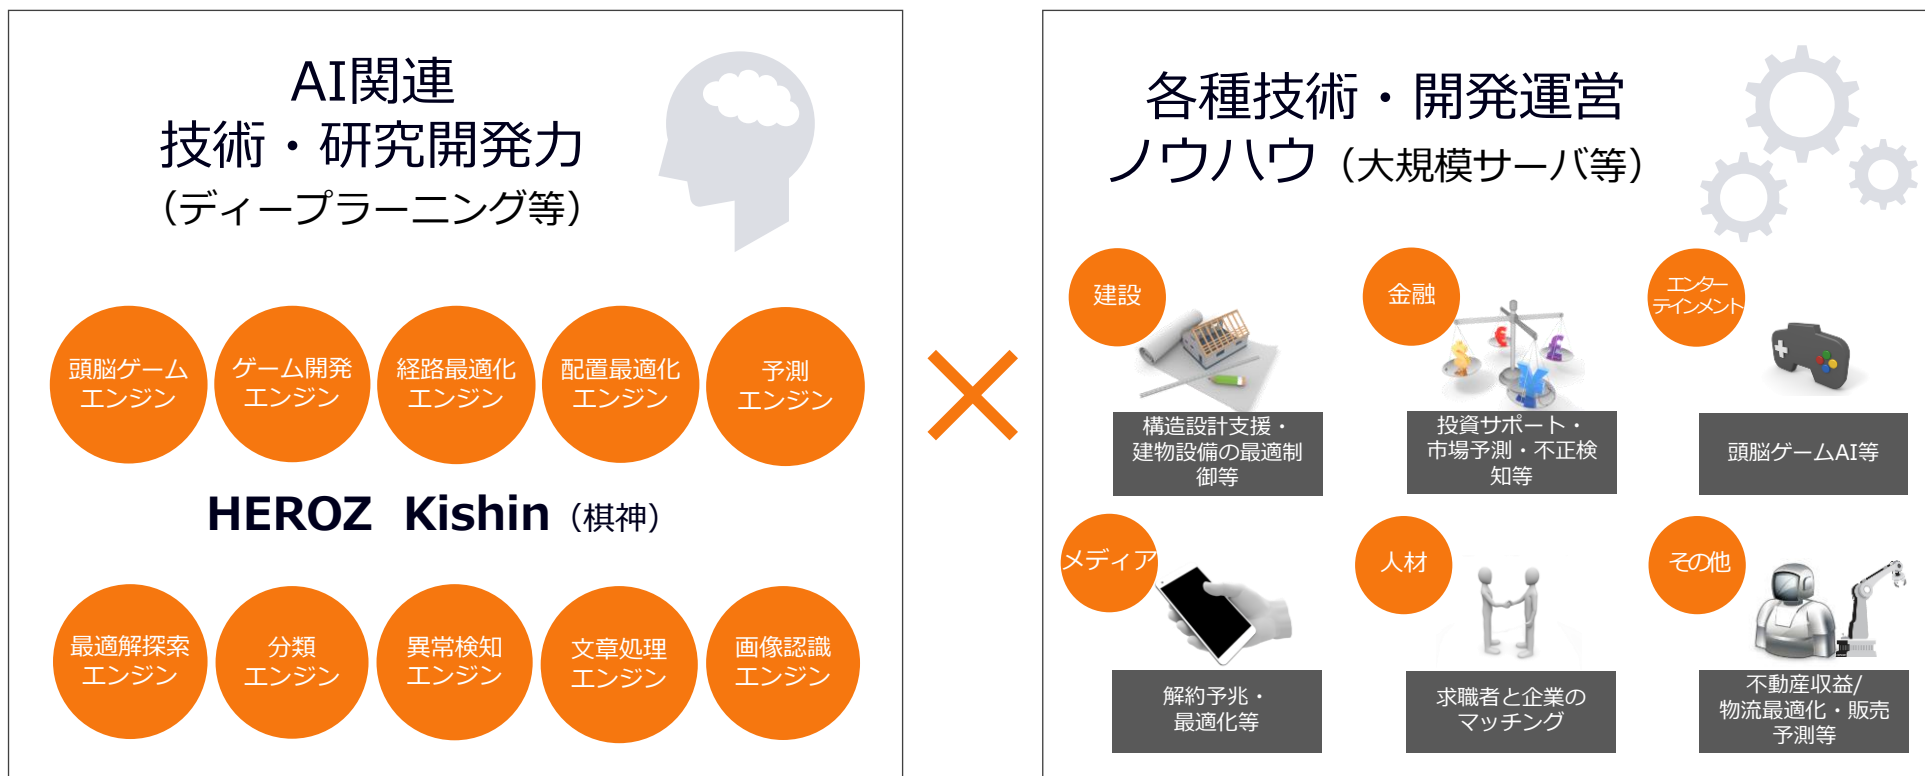 AI関連
技術・研究開発力
（ディープラーニング等）
頭脳ゲーム
エンジン
ゲーム開発
エンジン
経路最適化
エンジン
配置最適化
エンジン
予測
エンジン
HEROZ Kishin（棋神）
最適解探索
エンジン
分類
エンジン
異常検知
エンジン
文章処理
エンジン
画像認識
エンジン
各種技術・開発運営
ノウハウ（大規模サーバ等）
建設
構造設計支援・
建物設備の最適制
御等
金融
投資サポート・
市場予測・不正検
知等
エンター
テインメント
頭脳ゲームAI等
メディア
解約予兆・
最適化等
人材
求職者と企業の
マッチング
その他
不動産収益/
物流最適化・販売
予測等